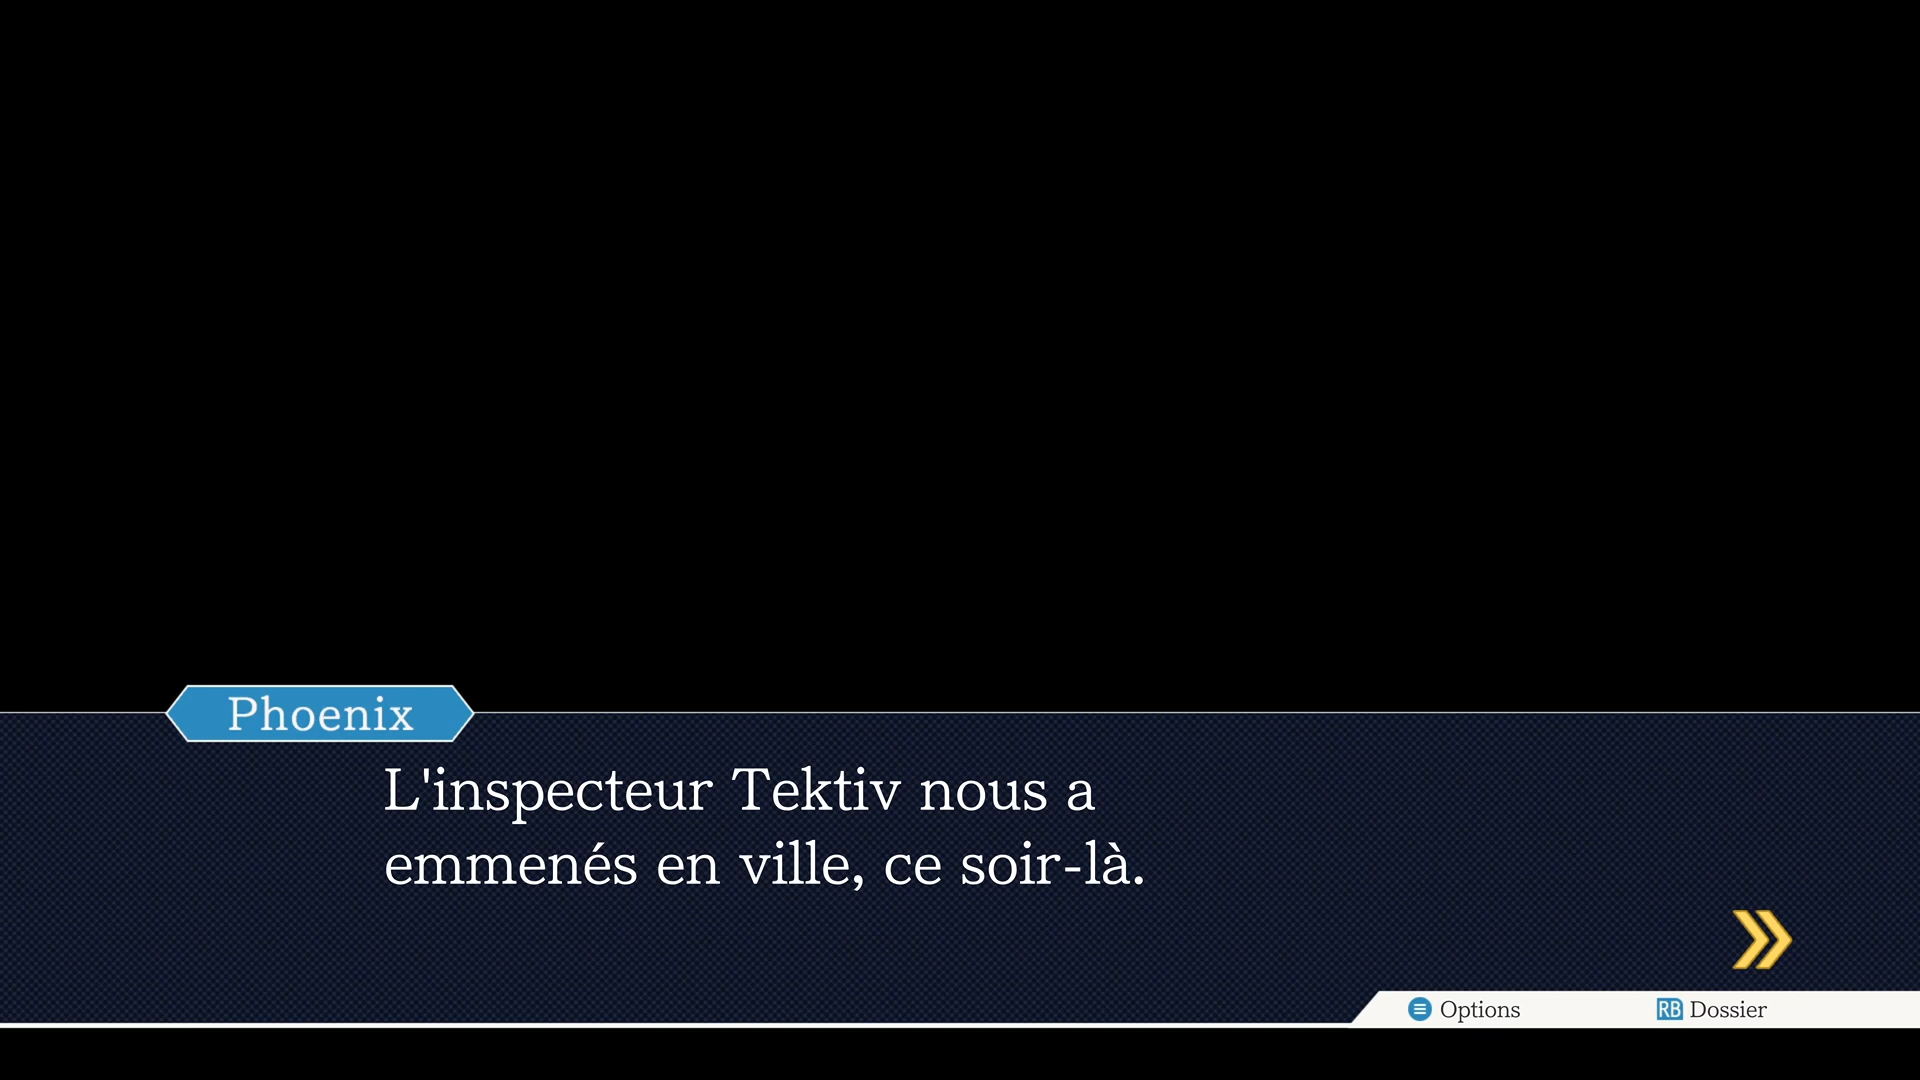 Phoenix
L'inspecteur Tektiv nous a
emmenés en ville, ce soir-là.
Options
RB Dossier